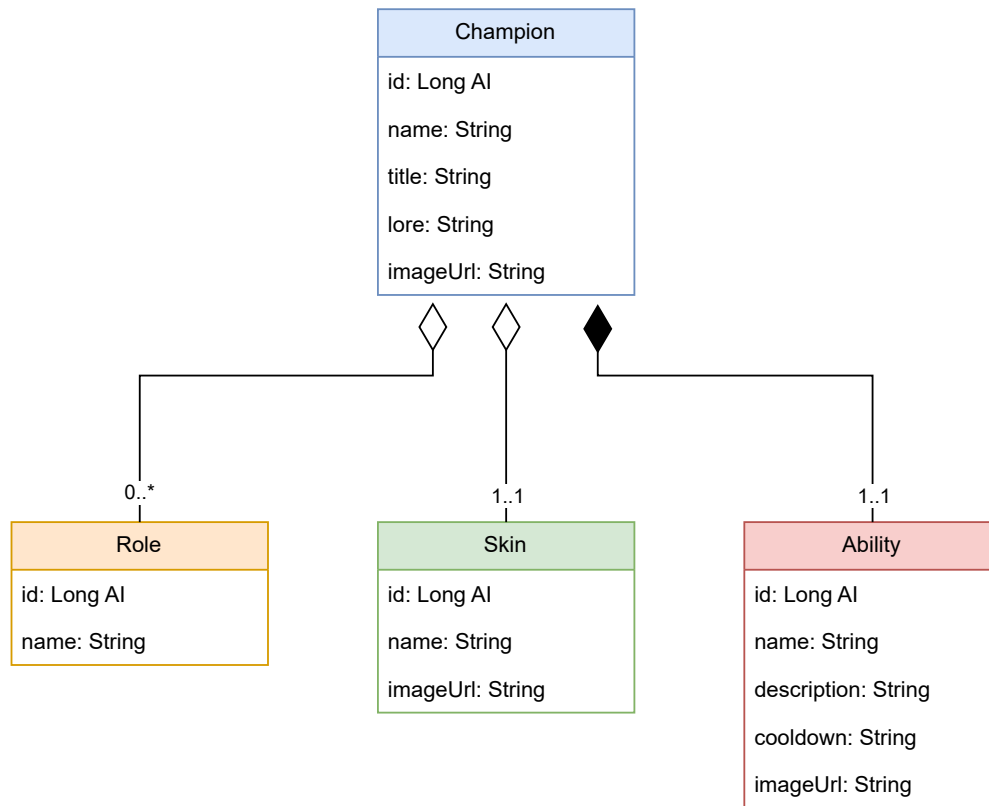 Champion
id: Long AI
name: String
title: String
lore: String
imageUrl: String
0..*
1..1
1..1
Role
id: Long AI
name: String
Skin
id: Long AI
name: String
imageUrl: String
Ability
id: Long AI
name: String
description: String
cooldown: String
imageUrl: String